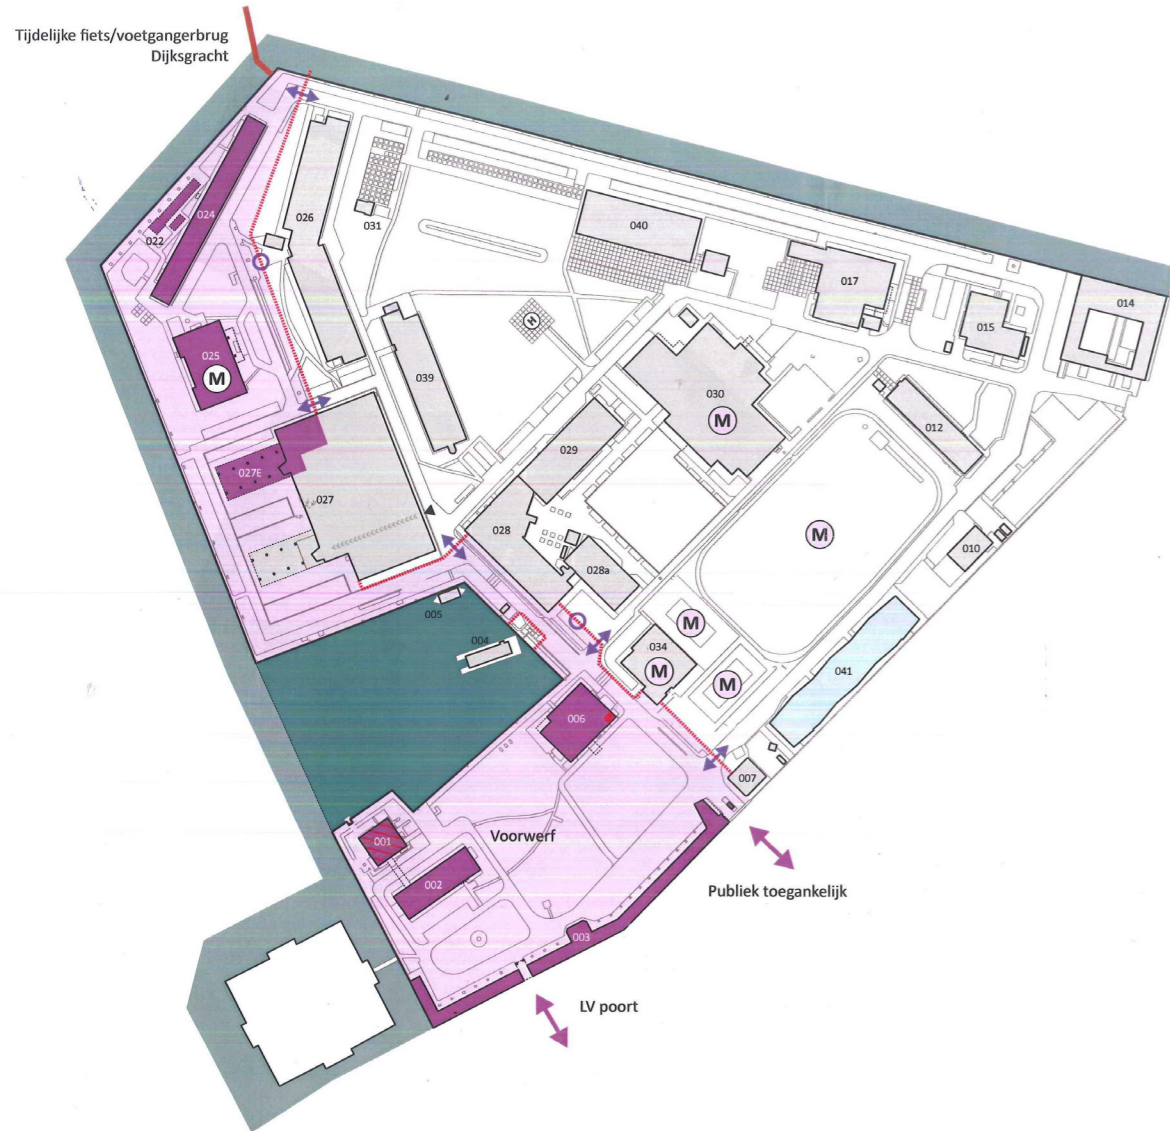 Tijdelijke fiets/voetgangerbrug
Dijksgracht
024
026
031
022
040
017
014
015
025
M
039
H
030
M
012
029
027E
027
028
M
010
028a
005
004
034
M
M
M
041
006
007
001
Voorwerf
002
Publiek toegankelijk
003
LV poort